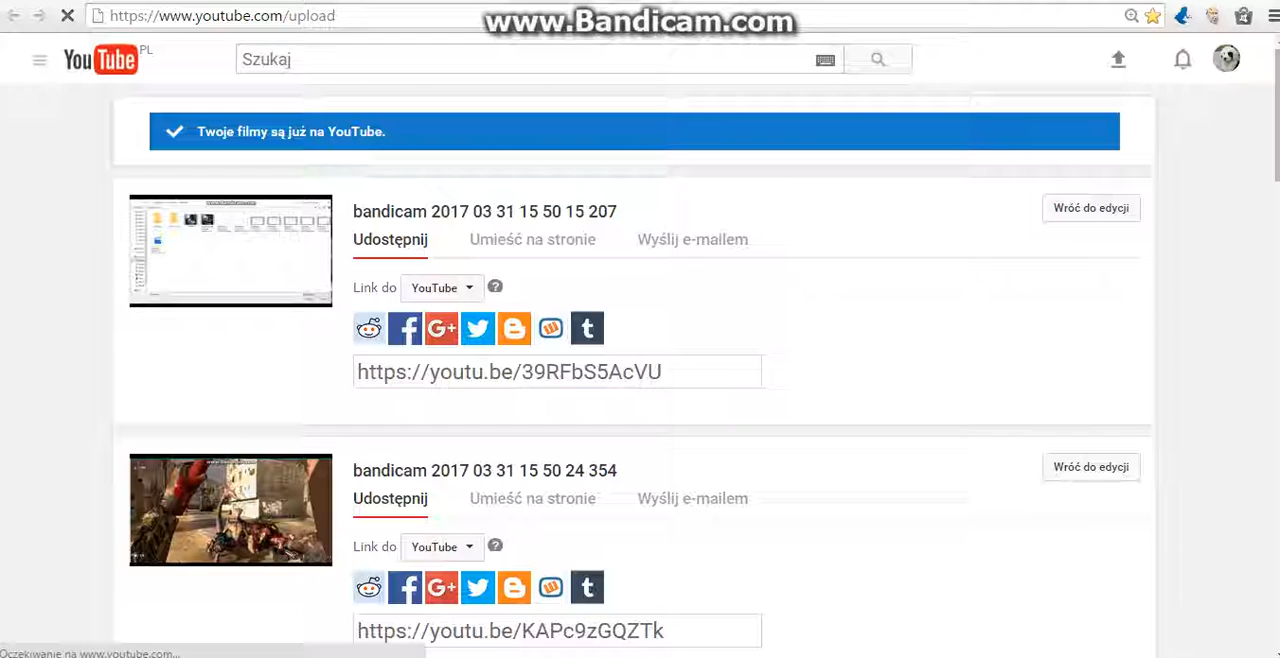 https://www.youtube.com/upload
www.Bandicam.com
YouTube PL
Szukaj
Twoje filmy są już na YouTube.
bandicam 2017 03 31 15 50 15 207
Wróć do edycji
Udostępnij Umieść na stronie Wyślij e-mailem
Link do YouTube ?
G+ t
https://youtu.be/39RFbS5AcVU
bandicam 2017 03 31 15 50 24 354
Wróć do edycji
Udostępnij Umieść na stronie Wyślij e-mailem
Link do YouTube ?
G+ t
https://youtu.be/KAPc9zGQZTk
Oczekiwanie na www.youtube.com...